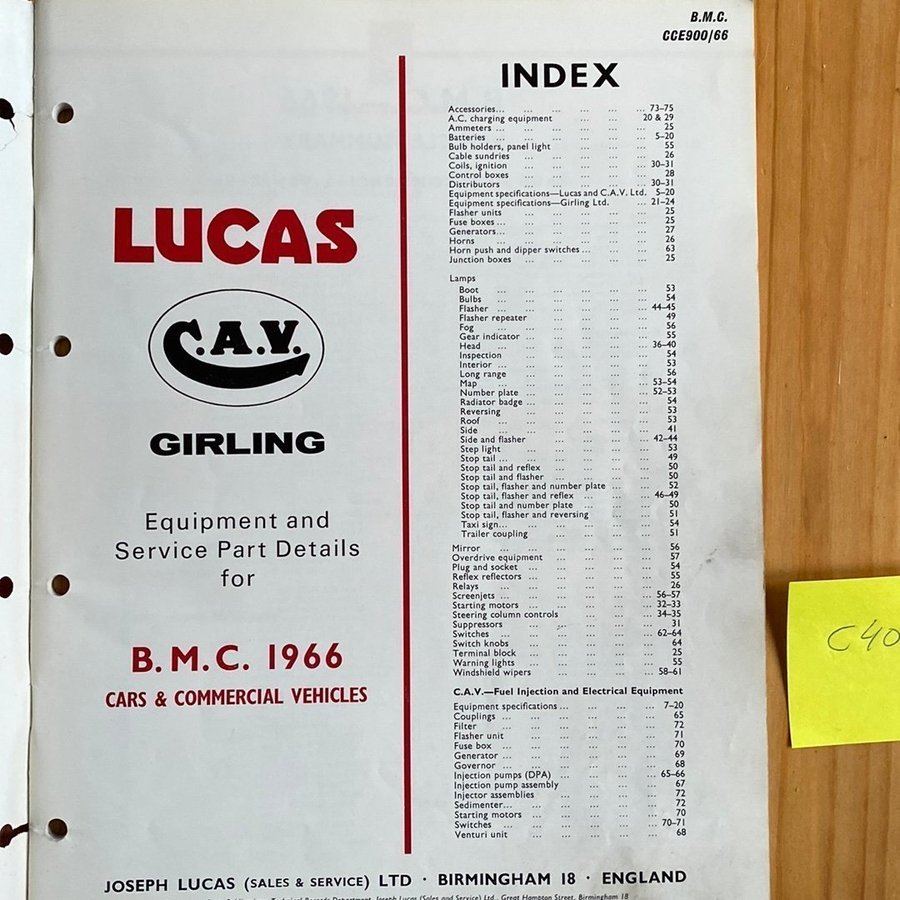 B.M.C.
CCE900/66
LUCAS
C.A.V.
GIRLING
Equipment and
Service Part Details
for
B.M.C. 1966
CARS & COMMERCIAL VEHICLES
INDEX
Accessories... ... ... ... ... 73–75
A.C. charging equipment ... ... ... 20 & 29
Ammeters ... ... ... ... ... 25
Batteries ... ... ... ... ... 5–20
Bulb holders, panel light ... ... ... 55
Cable sundries ... ... ... ... ... 26
Coils, ignition ... ... ... ... ... 30–31
Control boxes ... ... ... ... ... 28
Distributors ... ... ... ... ... 30–31
Equipment specifications—Lucas and C.A.V. Ltd. 5–20
Equipment specifications—Girling Ltd. ... 21–24
Flasher units ... ... ... ... ... 25
Fuse boxes ... ... ... ... ... 25
Generators... ... ... ... ... 27
Horns ... ... ... ... ... 26
Horn push and dipper switches ... ... ... 63
Junction boxes ... ... ... ... ... 25
Lamps
Boot ... ... ... ... ... ... 53
Bulbs ... ... ... ... ... ... 54
Flasher ... ... ... ... ... ... 44–45
Flasher repeater ... ... ... ... 49
Fog ... ... ... ... ... ... 56
Gear indicator ... ... ... ... ... 55
Head ... ... ... ... ... ... 36–40
Inspection ... ... ... ... ... 54
Interior ... ... ... ... ... ... 53
Long range ... ... ... ... ... 56
Map ... ... ... ... ... ... 53–54
Number plate ... ... ... ... ... 52–53
Radiator badge ... ... ... ... ... 54
Reversing ... ... ... ... ... 53
Roof ... ... ... ... ... ... 53
Side ... ... ... ... ... ... 41
Side and flasher ... ... ... ... 42–44
Step light ... ... ... ... ... 53
Stop tail ... ... ... ... ... ... 49
Stop tail and reflex ... ... ... ... 50
Stop tail and flasher ... ... ... ... 50
Stop tail, flasher and number plate ... ... 52
Stop tail, flasher and reflex ... ... ... 46–49
Stop tail and number plate ... ... ... 50
Stop tail, flasher and reversing ... ... 51
Taxi sign... ... ... ... ... ... 54
Trailer coupling ... ... ... ... 51
Mirror ... ... ... ... ... ... 56
Overdrive equipment ... ... ... ... 57
Plug and socket ... ... ... ... ... 54
Reflex reflectors ... ... ... ... ... 55
Relays ... ... ... ... ... ... 26
Screenjets ... ... ... ... ... 56–57
Starting motors ... ... ... ... ... 32–33
Steering column controls ... ... ... 34–35
Suppressors ... ... ... ... ... 31
Switches ... ... ... ... ... ... 62–64
Switch knobs ... ... ... ... ... 64
Terminal block ... ... ... ... ... 25
Warning lights ... ... ... ... ... 55
Windshield wipers ... ... ... ... 58–61
C.A.V.—Fuel Injection and Electrical Equipment
Equipment specifications ... ... ... ... 7–20
Couplings ... ... ... ... ... ... 65
Filter ... ... ... ... ... ... 72
Flasher unit ... ... ... ... ... 71
Fuse box ... ... ... ... ... ... 70
Generator ... ... ... ... ... ... 69
Governor ... ... ... ... ... ... 68
Injection pumps (DPA) ... ... ... ... 65–66
Injection pump assembly ... ... ... 67
Injector assemblies ... ... ... ... 72
Sedimenter... ... ... ... ... ... 72
Starting motors ... ... ... ... ... 70
Switches ... ... ... ... ... ... 70–71
Venturi unit ... ... ... ... ... 68
C40
JOSEPH LUCAS (SALES & SERVICE) LTD · BIRMINGHAM 18 · ENGLAND
Technical Records Department, Joseph Lucas (Sales and Service) Ltd., Great Hampton Street, Birmingham 18